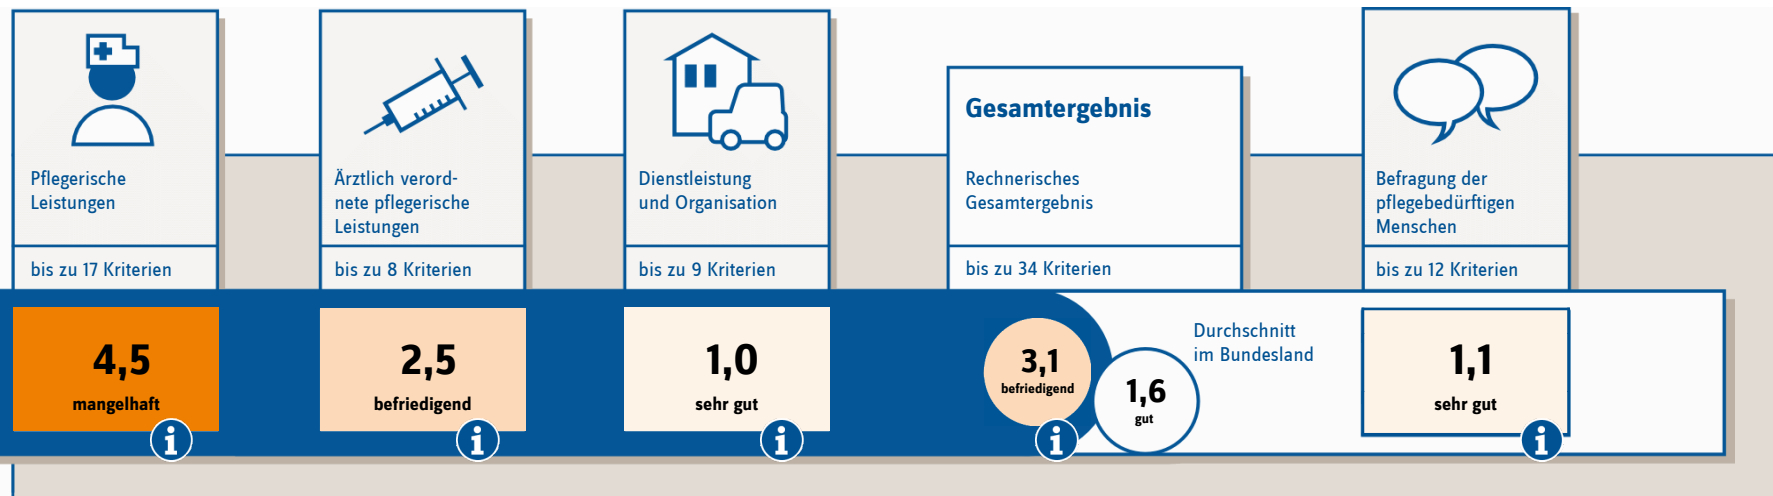 Pflegerische
Leistungen
bis zu 17 Kriterien
4,5
mangelhaft
i
Ärztlich verord-
nete pflegerische
Leistungen
bis zu 8 Kriterien
2,5
befriedigend
i
Dienstleistung
und Organisation
bis zu 9 Kriterien
1,0
sehr gut
i
Gesamtergebnis
Rechnerisches
Gesamtergebnis
bis zu 34 Kriterien
3,1
befriedigend
i
Durchschnitt
im Bundesland
1,6
gut
Befragung der
pflegebedürftigen
Menschen
bis zu 12 Kriterien
1,1
sehr gut
i